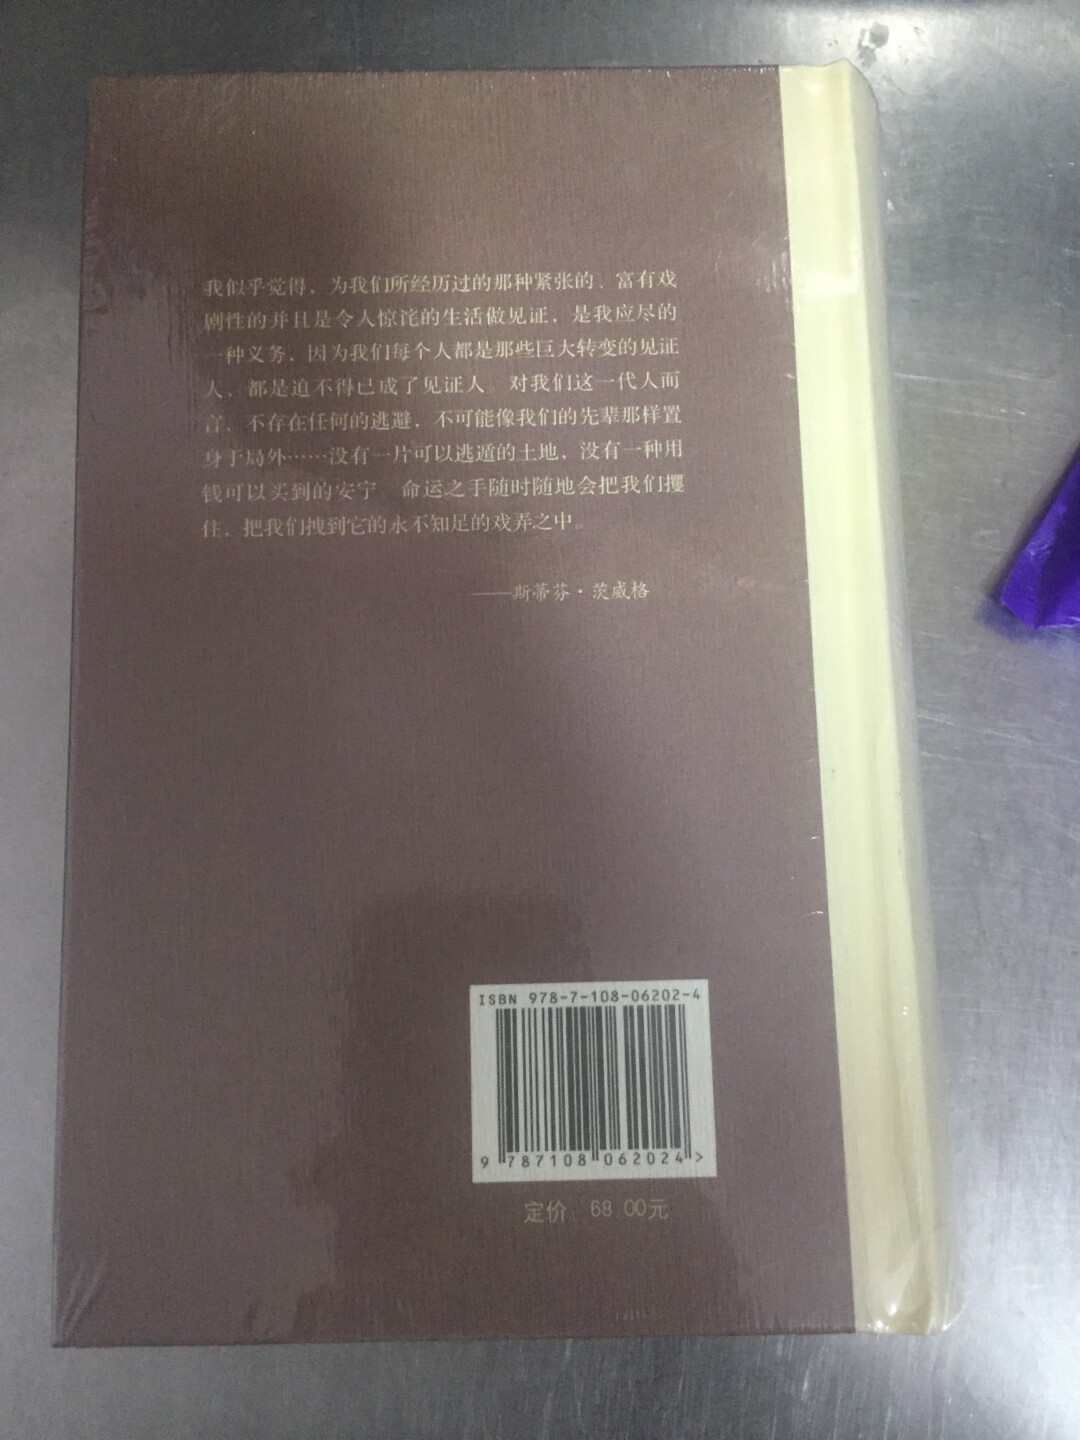 我似乎觉得，为我们所经历过的那种紧张的、富有戏
剧性的并且是令人惊诧的生活做见证，是我应尽的
一种义务，因为我们每个人都是那些巨大转变的见证
人，都是迫不得已成了见证人。对我们这一代人而
言，不存在任何的逃避，不可能像我们的先辈那样置
身于局外……没有一片可以逃遁的土地，没有一种用
钱可以买到的安宁。命运之手随时随地会把我们攫
住，把我们拽到它的永不知足的戏弄之中。
——斯蒂芬·茨威格
ISBN 978-7-108-06202-4
9 787108 062024 >
定价：68.00元